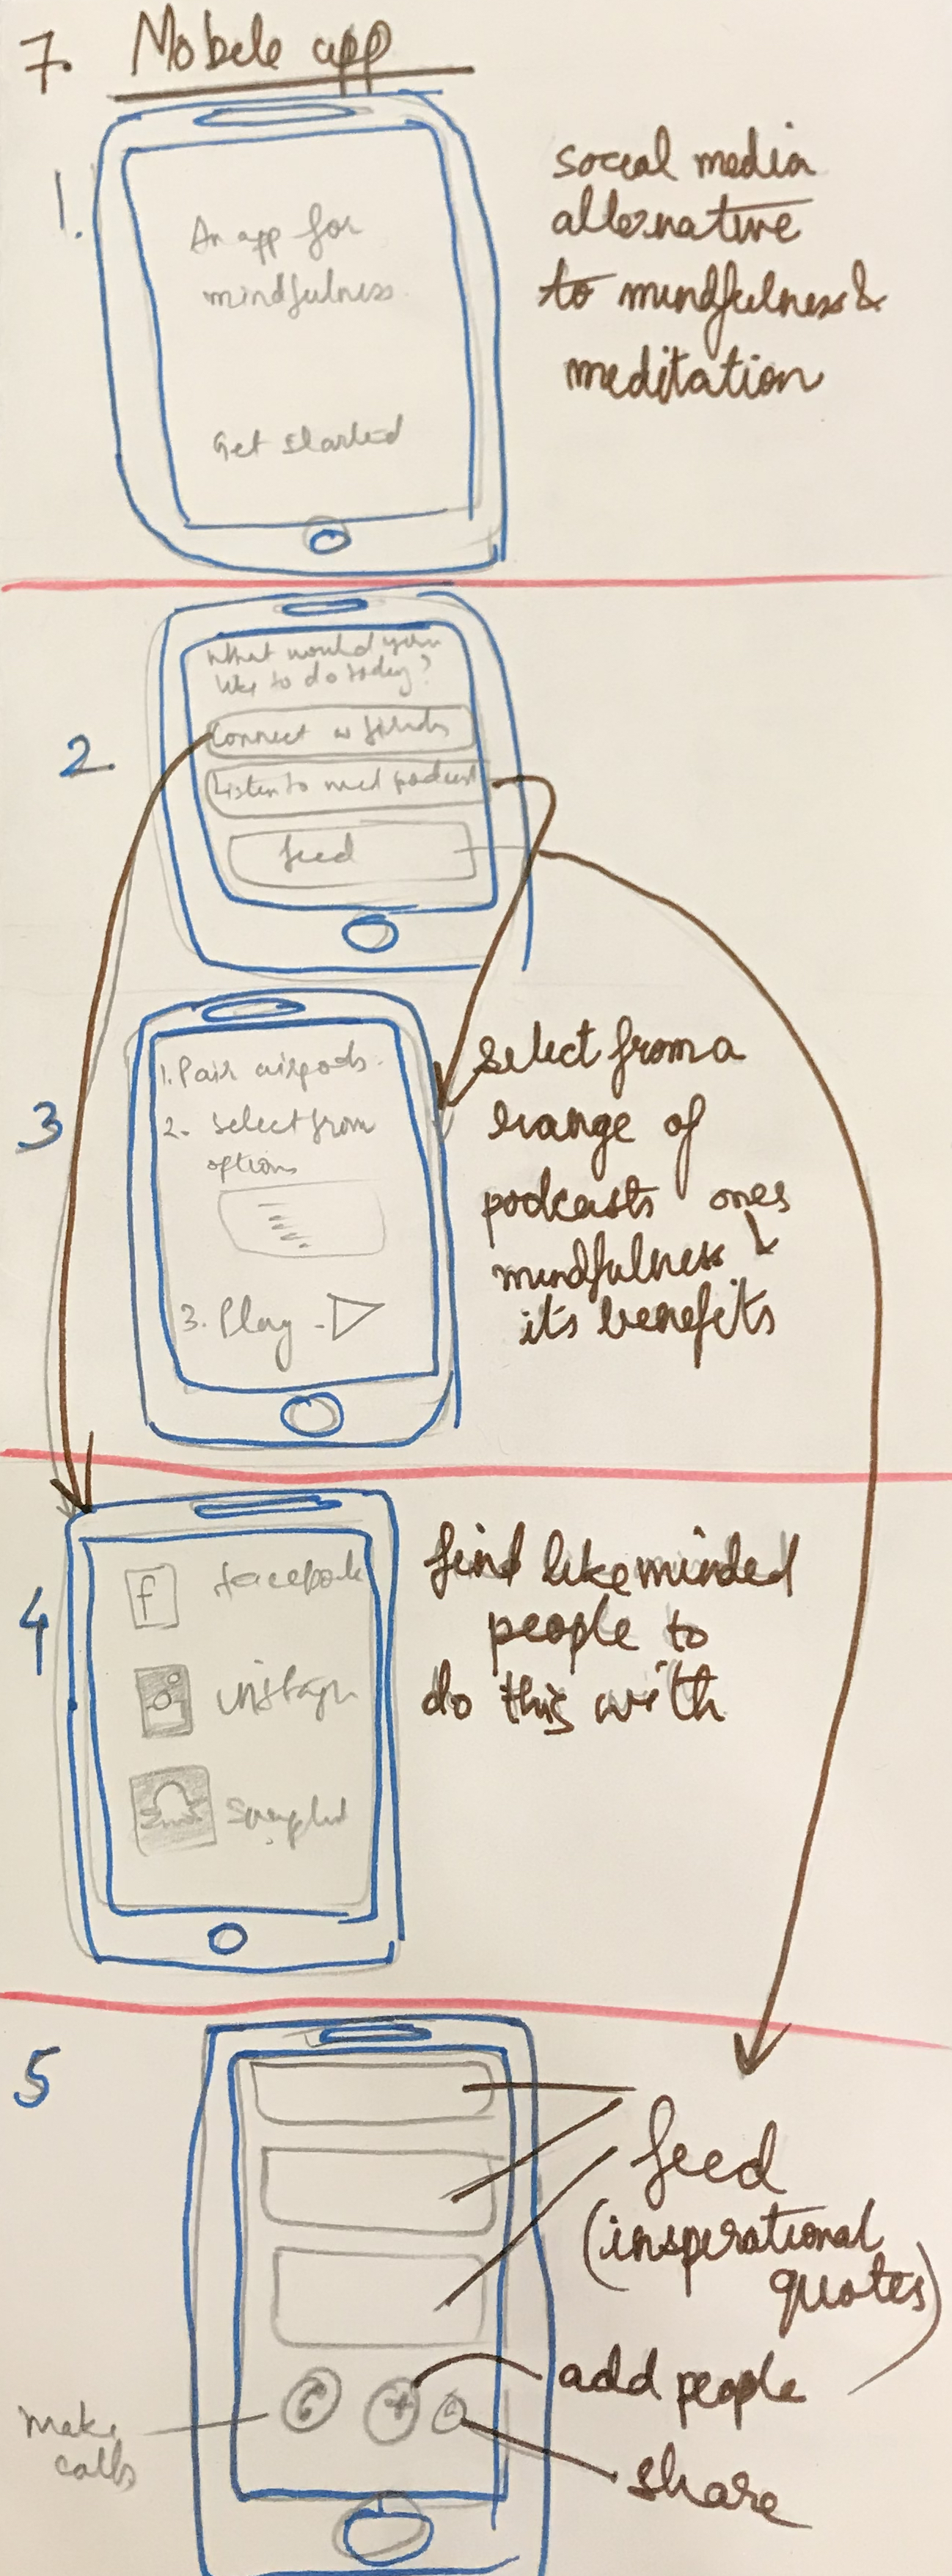 7. Mobile app
1.
An app for
mindfulness.
Get started
social media
alternative
to mindfulness &
meditation
2.
What would you
like to do today?
Connect w friends
Listen to med podcast
feed
3
1. Pair airpods.
2. Select from
options
3. Play -
select from a
range of
podcasts ones
mindfulness &
its benefits
4
f facebook
instagm
find like minded
people to
do this with
5
feed
(inspirational
quotes)
add people
share
make
calls